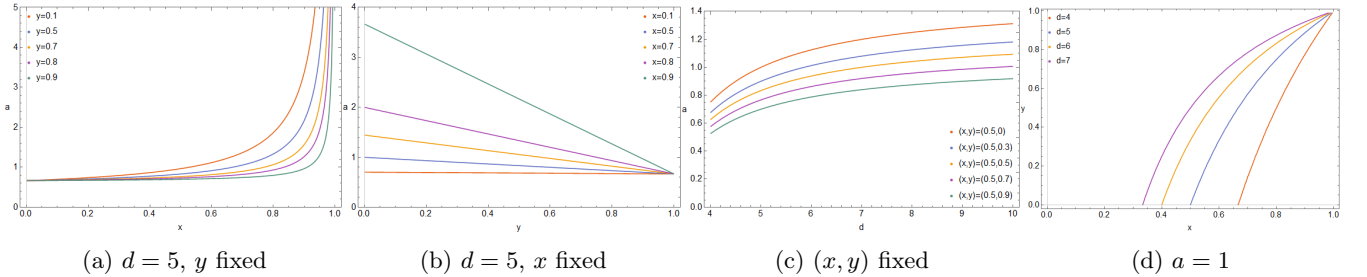 5
4
3
a
2
1
0
0.0
0.2
0.4
0.6
0.8
1.0
x
y=0.1
y=0.5
y=0.7
y=0.8
y=0.9
(a) d = 5, y fixed
5
4
a
3
2
1
0
0.0
0.2
0.4
0.6
0.8
1.0
y
x=0.1
x=0.5
x=0.7
x=0.8
x=0.9
(b) d = 5, x fixed
1.4
1.2
1.0
0.8
a
0.6
0.4
0.2
0.0
4
5
6
7
8
9
10
d
(x,y)=(0.5,0)
(x,y)=(0.5,0.3)
(x,y)=(0.5,0.5)
(x,y)=(0.5,0.7)
(x,y)=(0.5,0.9)
(c) (x, y) fixed
1.0
0.8
0.6
y
0.4
0.2
0.0
0.0
0.2
0.4
0.6
0.8
1.0
x
d=4
d=5
d=6
d=7
(d) a = 1